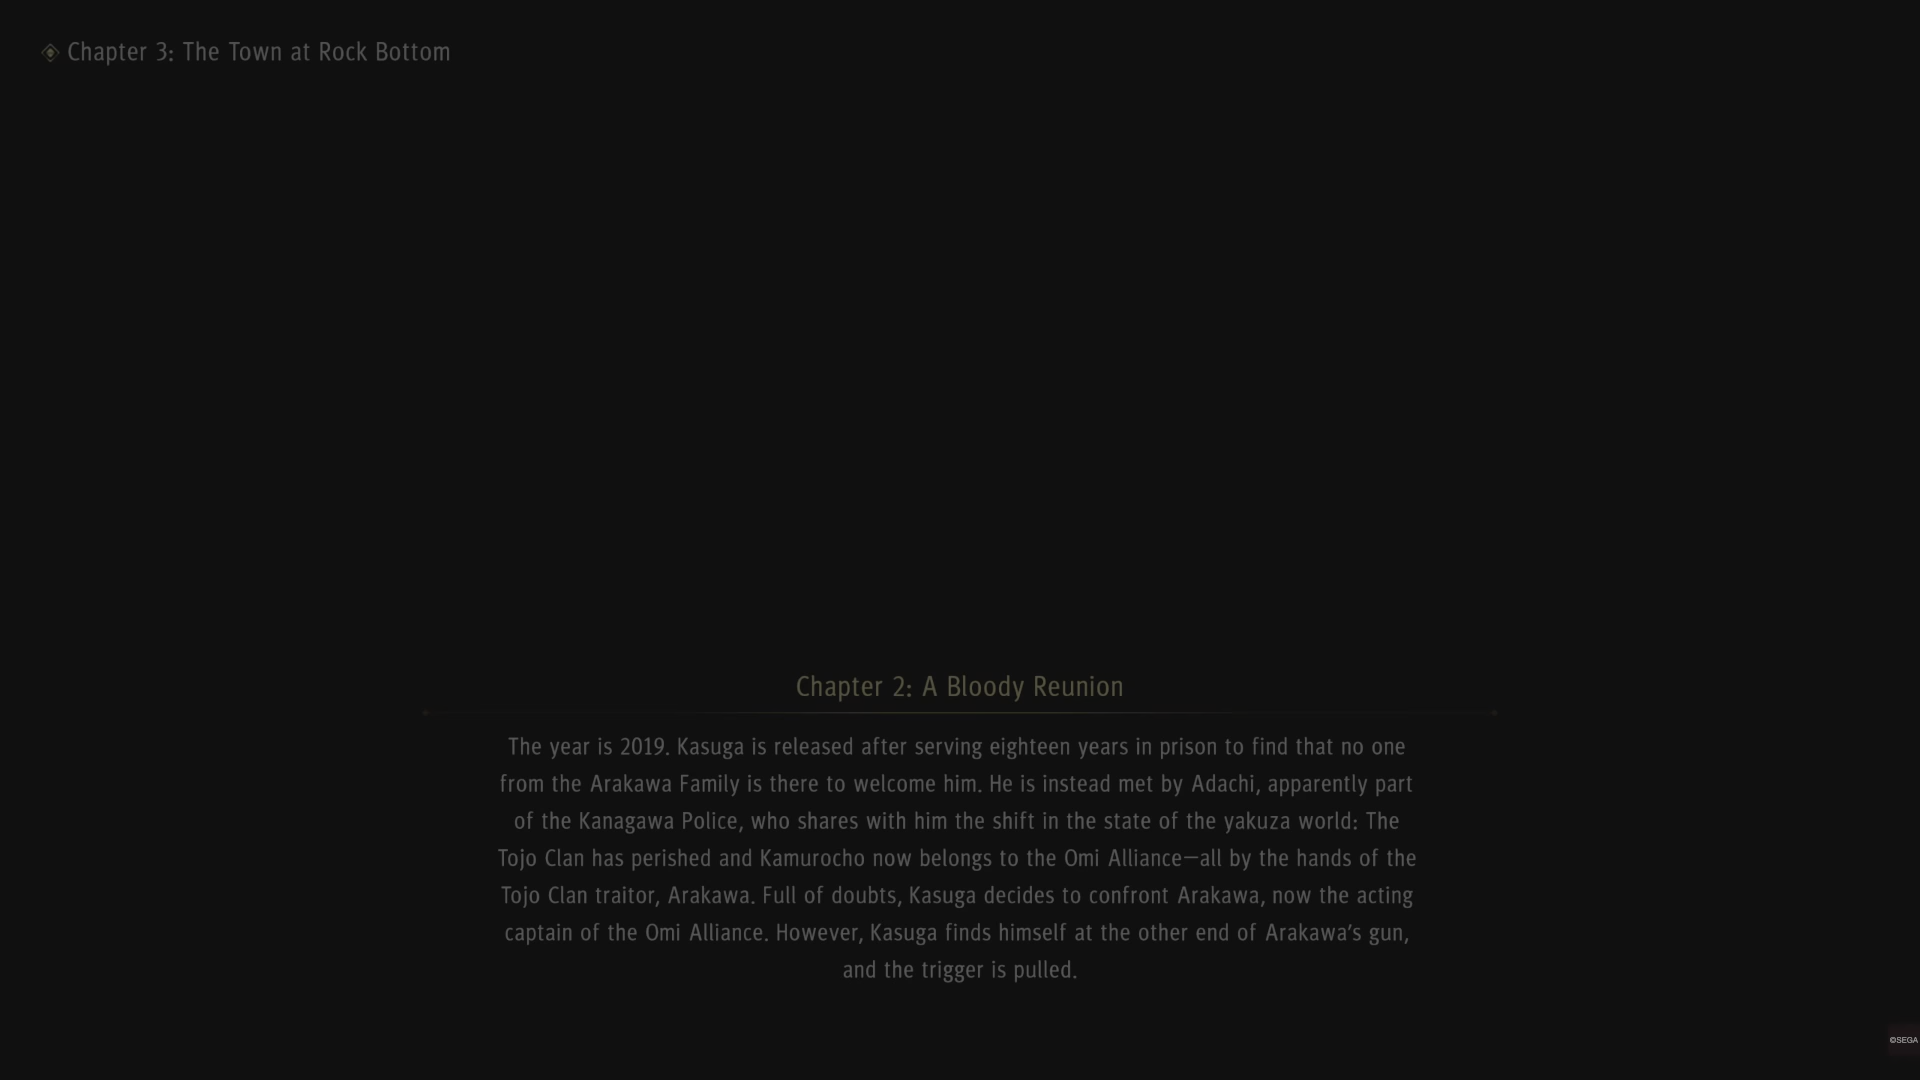 Chapter 3: The Town at Rock Bottom
Chapter 2: A Bloody Reunion
The year is 2019. Kasuga is released after serving eighteen years in prison to find that no one
from the Arakawa Family is there to welcome him. He is instead met by Adachi, apparently part
of the Kanagawa Police, who shares with him the shift in the state of the yakuza world: The
Tojo Clan has perished and Kamurocho now belongs to the Omi Alliance—all by the hands of the
Tojo Clan traitor, Arakawa. Full of doubts, Kasuga decides to confront Arakawa, now the acting
captain of the Omi Alliance. However, Kasuga finds himself at the other end of Arakawa’s gun,
and the trigger is pulled.
©SEGA